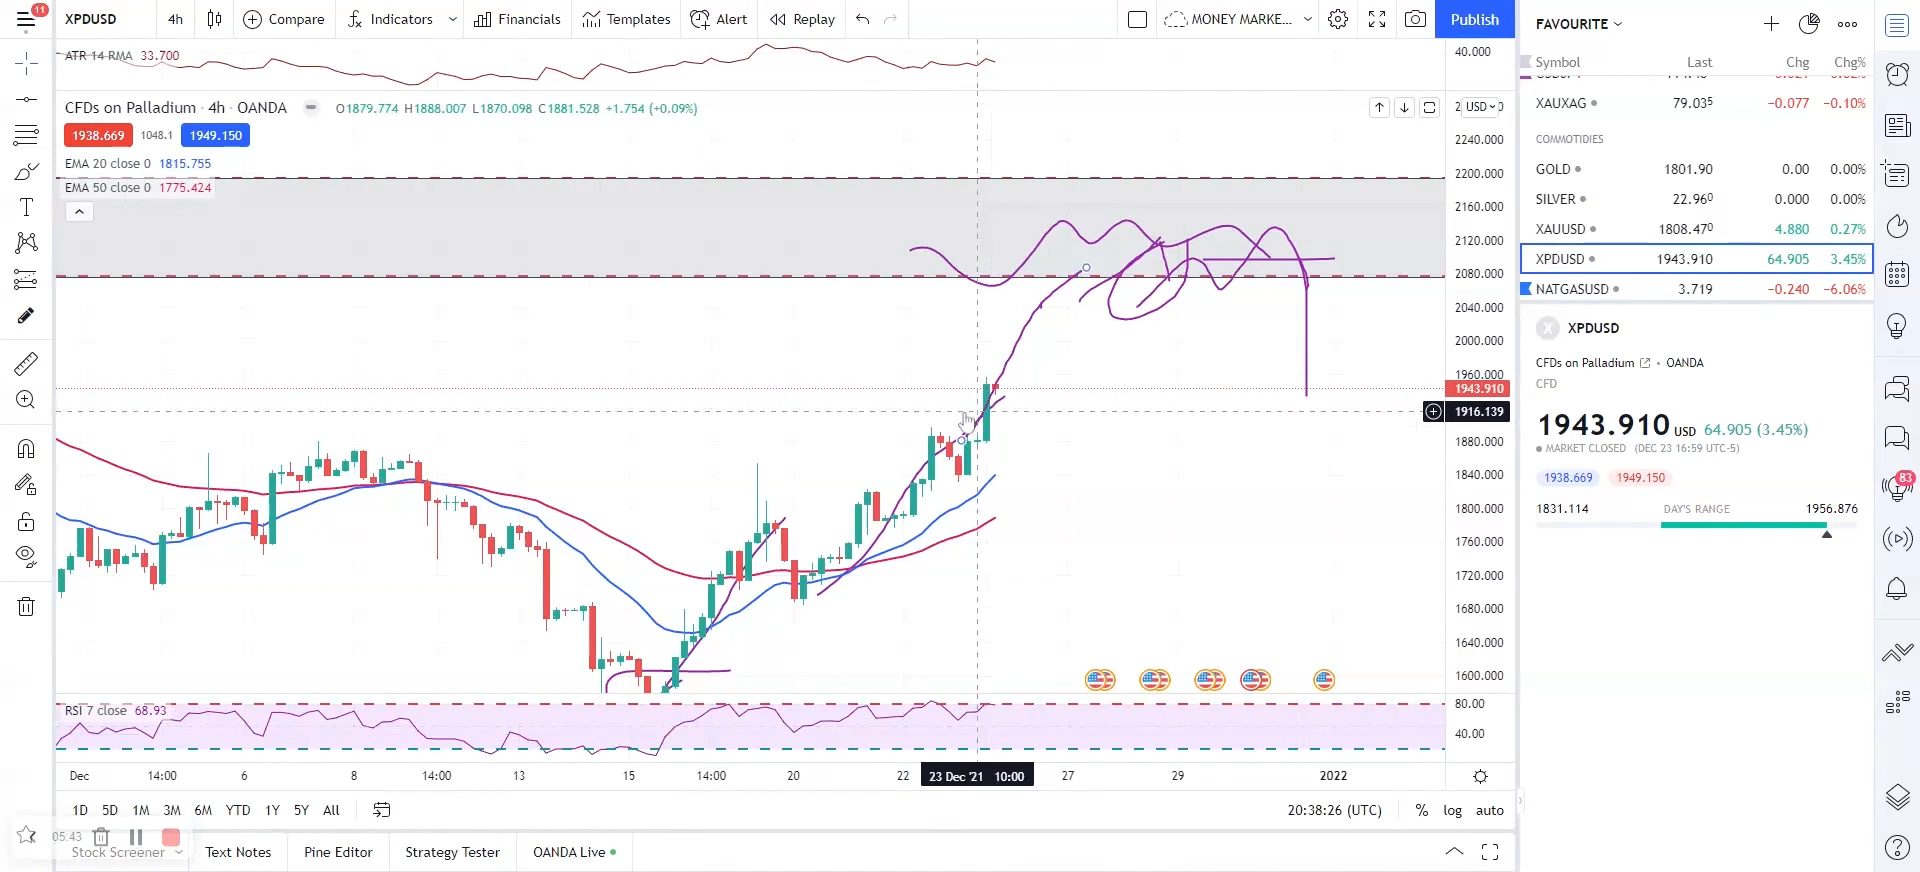 11
XPDUSD 4h Compare Indicators Financials Templates Alert Replay MONEY MARKE... Publish
ATR 14 RMA 33.700
CFDs on Palladium · 4h · OANDA O1879.774 H1888.007 L1870.098 C1881.528 +1.754 (+0.09%)
1938.669 1048.1 1949.150
EMA 20 close 0 1815.755
EMA 50 close 0 1775.424
40.000
USD
2240.000
2200.000
2160.000
2120.000
2080.000
2040.000
2000.000
1960.000
1943.910
1916.139
1880.000
1840.000
1800.000
1760.000
1720.000
1680.000
1640.000
1600.000
RSI 7 close 68.93
80.00
40.00
Dec 14:00 6 8 14:00 13 15 14:00 20 22 23 Dec '21 10:00 27 29 2022
1D 5D 1M 3M 6M YTD 1Y 5Y All 20:38:26 (UTC) % log auto
05:43
Stock Screener Text Notes Pine Editor Strategy Tester OANDA Live
FAVOURITE
Symbol Last Chg Chg%
XAUXAG 79.035 −0.077 −0.10%
COMMOTIDIES
GOLD 1801.90 0.00 0.00%
SILVER 22.960 0.000 0.00%
XAUUSD 1808.470 4.880 0.27%
XPDUSD 1943.910 64.905 3.45%
NATGASUSD 3.719 −0.240 −6.06%
X XPDUSD
CFDs on Palladium • OANDA
CFD
1943.910 USD 64.905 (3.45%)
MARKET CLOSED (DEC 23 16:59 UTC-5)
1938.669 1949.150
1831.114 DAY'S RANGE 1956.876
83